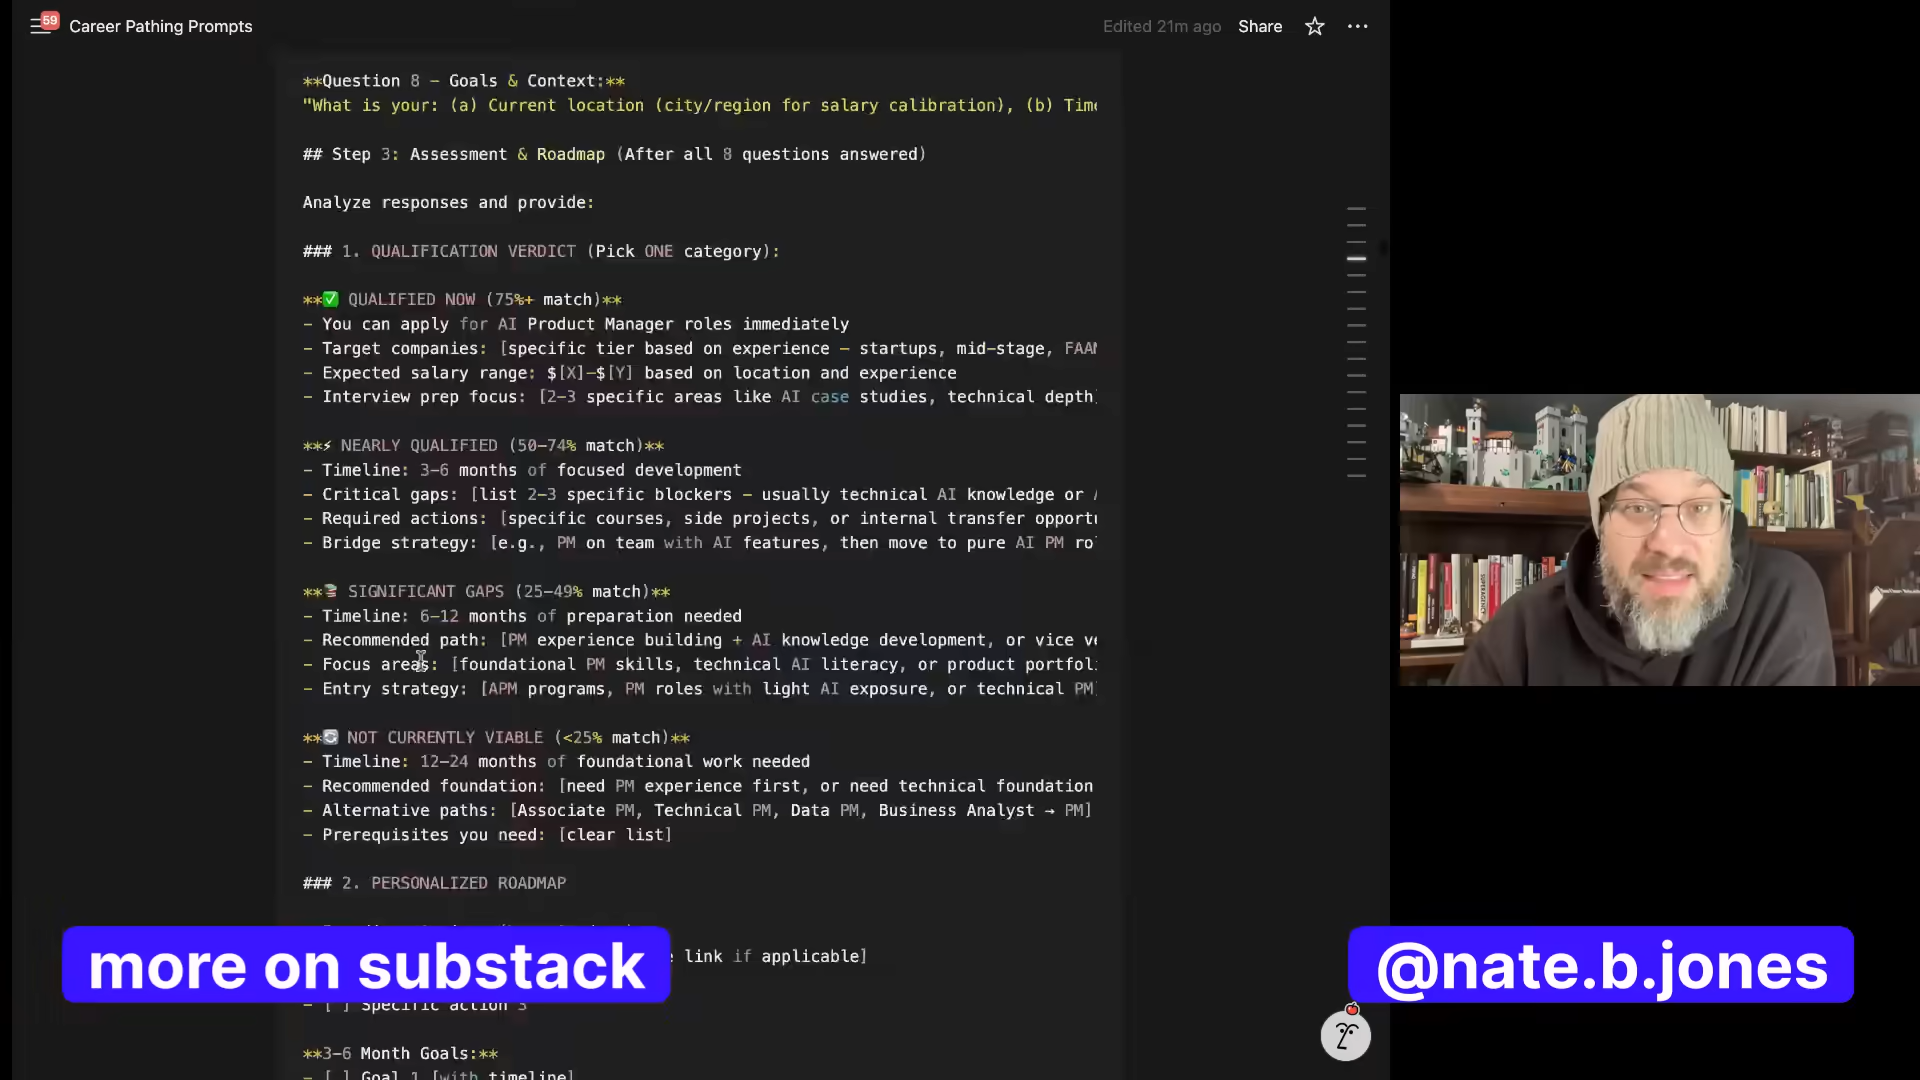 59
Career Pathing Prompts
Edited 21m ago
Share
**Question 8 – Goals & Context:**
"What is your: (a) Current location (city/region for salary calibration), (b) Time
## Step 3: Assessment & Roadmap (After all 8 questions answered)
Analyze responses and provide:
### 1. QUALIFICATION VERDICT (Pick ONE category):
**✅ QUALIFIED NOW (75%+ match)**
- You can apply for AI Product Manager roles immediately
- Target companies: [specific tier based on experience – startups, mid-stage, FAAN
- Expected salary range: $[X]-$[Y] based on location and experience
- Interview prep focus: [2-3 specific areas like AI case studies, technical depth]
**⚡ NEARLY QUALIFIED (50-74% match)**
- Timeline: 3-6 months of focused development
- Critical gaps: [list 2-3 specific blockers – usually technical AI knowledge or
- Required actions: [specific courses, side projects, or internal transfer opportu
- Bridge strategy: [e.g., PM on team with AI features, then move to pure AI PM ro
**📚 SIGNIFICANT GAPS (25-49% match)**
- Timeline: 6-12 months of preparation needed
- Recommended path: [PM experience building + AI knowledge development, or vice ve
- Focus areas: [foundational PM skills, technical AI literacy, or product portfoli
- Entry strategy: [APM programs, PM roles with light AI exposure, or technical PM]
**🔄 NOT CURRENTLY VIABLE (<25% match)**
- Timeline: 12-24 months of foundational work needed
- Recommended foundation: [need PM experience first, or need technical foundation
- Alternative paths: [Associate PM, Technical PM, Data PM, Business Analyst → PM]
- Prerequisites you need: [clear list]
### 2. PERSONALIZED ROADMAP
link if applicable]
- [ ] Specific action 3
**3-6 Month Goals:**
- [ ] Goal 1 [with timeline]
more on substack
@nate.b.jones